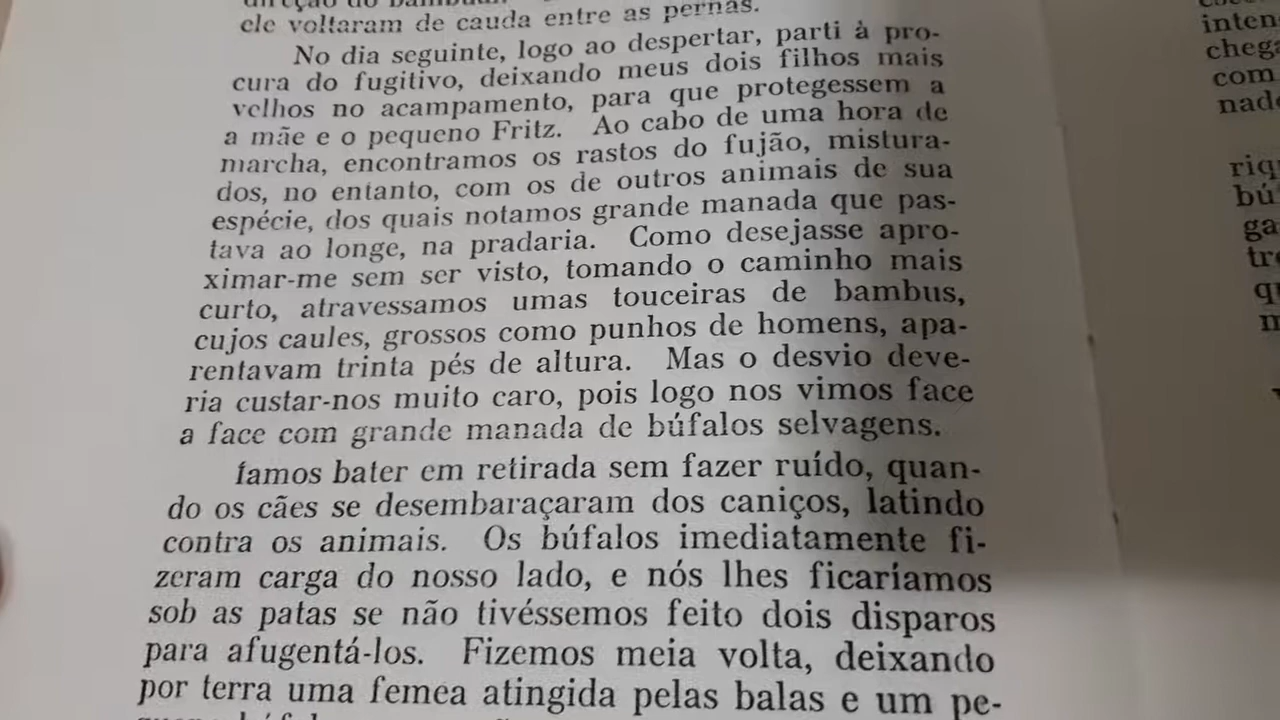 ele voltaram de cauda entre as pernas.
No dia seguinte, logo ao despertar, parti à pro-
cura do fugitivo, deixando meus dois filhos mais
velhos no acampamento, para que protegessem a
a mãe e o pequeno Fritz. Ao cabo de uma hora de
marcha, encontramos os rastos do fujão, mistura-
dos, no entanto, com os de outros animais de sua
espécie, dos quais notamos grande manada que pas-
tava ao longe, na pradaria. Como desejasse apro-
ximar-me sem ser visto, tomando o caminho mais
curto, atravessamos umas touceiras de bambus,
cujos caules, grossos como punhos de homens, apa-
rentavam trinta pés de altura. Mas o desvio deve-
ria custar-nos muito caro, pois logo nos vimos face
a face com grande manada de búfalos selvagens.
Íamos bater em retirada sem fazer ruído, quan-
do os cães se desembaraçaram dos caniços, latindo
contra os animais. Os búfalos imediatamente fi-
zeram carga do nosso lado, e nós lhes ficaríamos
sob as patas se não tivéssemos feito dois disparos
para afugentá-los. Fizemos meia volta, deixando
por terra uma femea atingida pelas balas e um pe-
inten
chega
com
nad
riq
bú
ga
tr